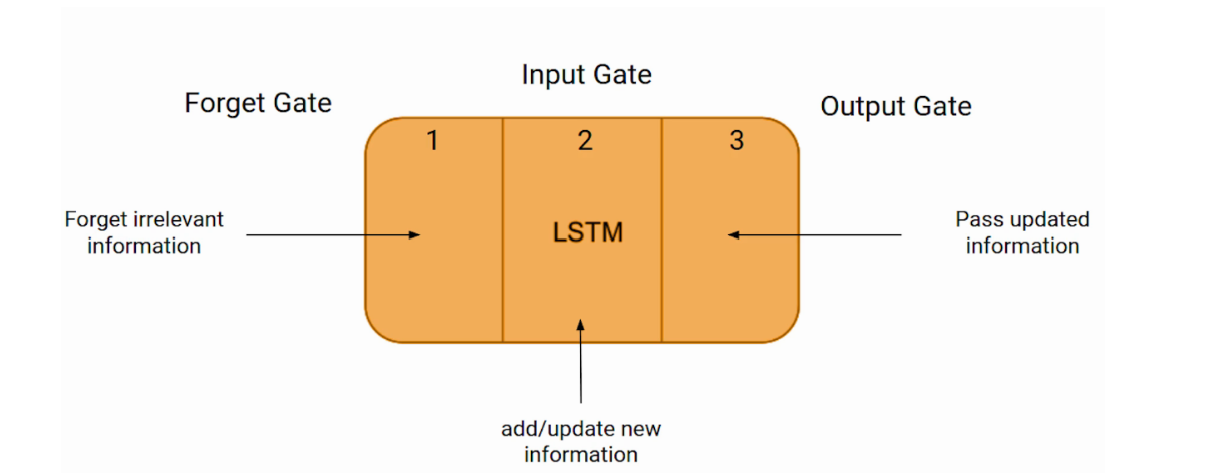 Input Gate
Forget Gate
Output Gate
1
2
3
Forget irrelevant
information
LSTM
Pass updated
information
add/update new
information